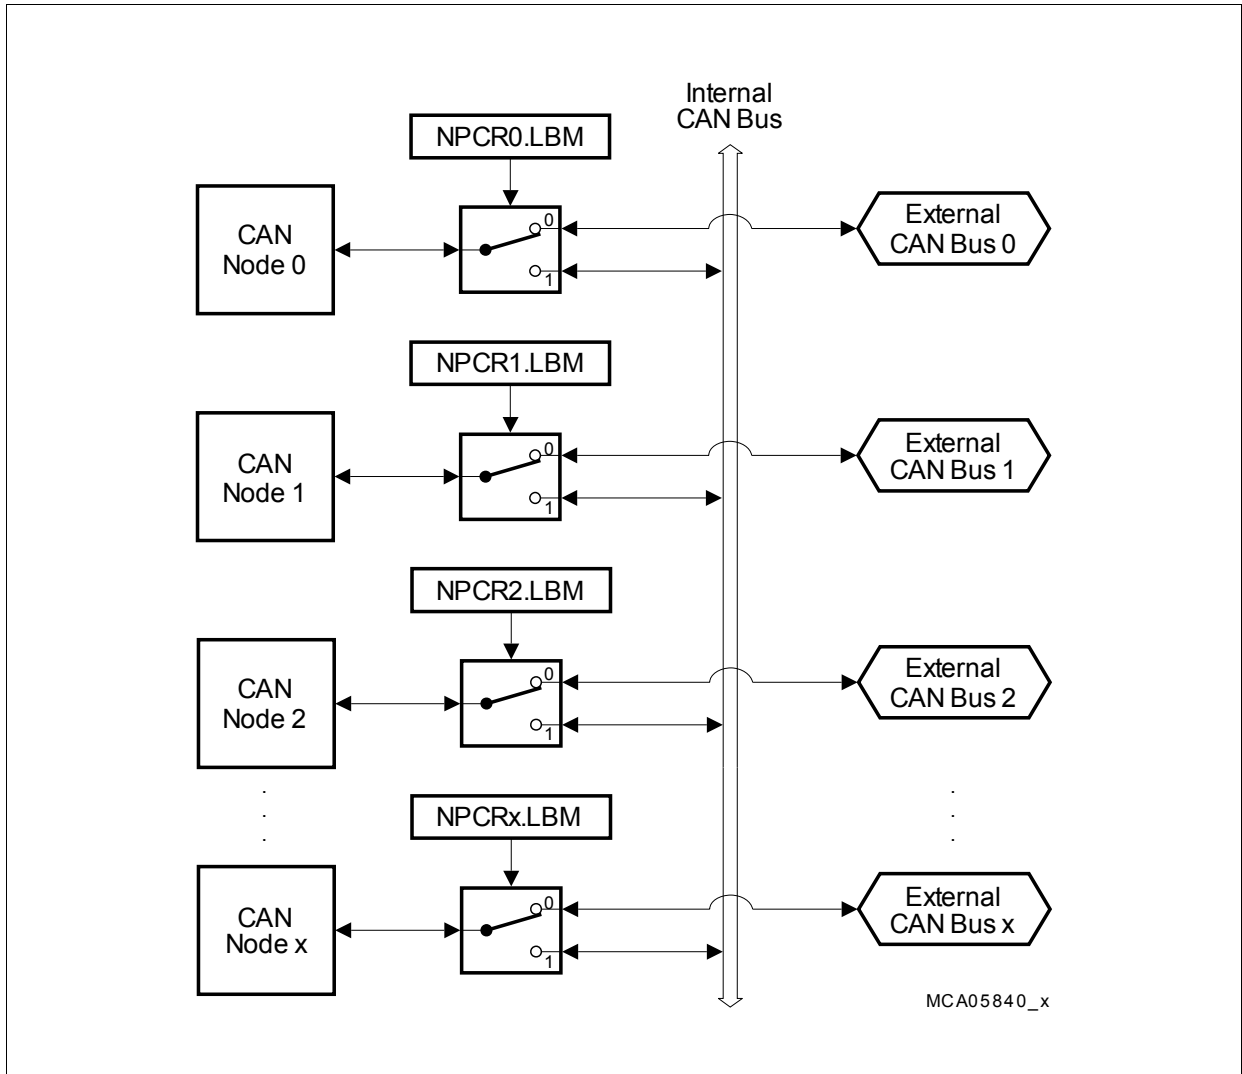 Internal
CAN Bus
NPCR0.LBM
CAN
Node 0
0
1
External
CAN Bus 0
NPCR1.LBM
CAN
Node 1
0
1
External
CAN Bus 1
NPCR2.LBM
CAN
Node 2
0
1
External
CAN Bus 2
NPCRx.LBM
CAN
Node x
0
1
External
CAN Bus x
MCA05840_x